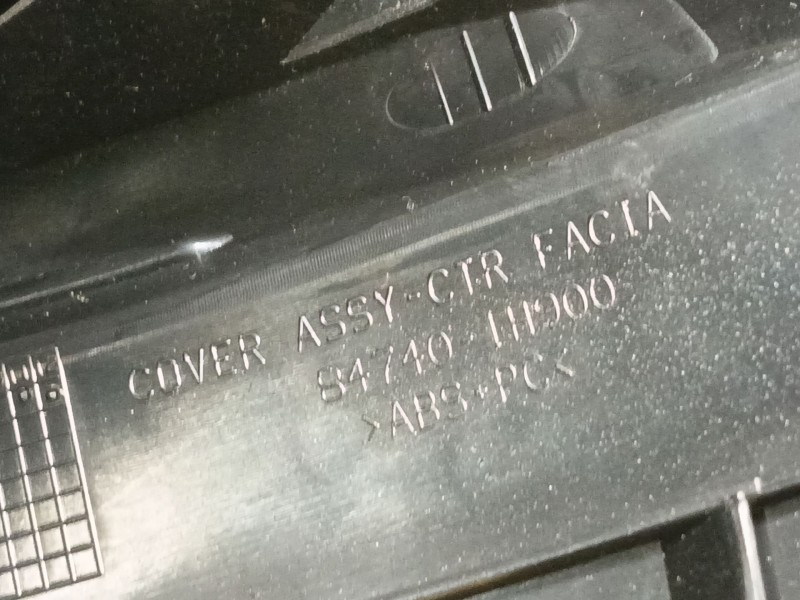 COVER ASSY-CTR FACIA
84740-1H900
>ABS+PC<